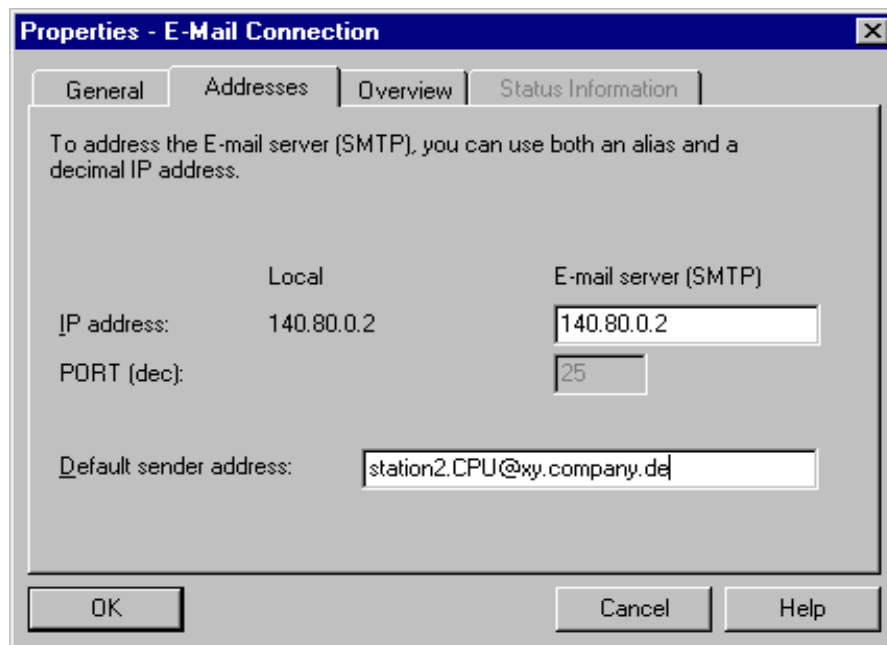 Properties - E-Mail Connection
General Addresses Overview Status Information
To address the E-mail server (SMTP), you can use both an alias and a
decimal IP address.
Local E-mail server (SMTP)
IP address: 140.80.0.2 140.80.0.2
PORT (dec): 25
Default sender address: station2.CPU@xy.company.de
OK Cancel Help